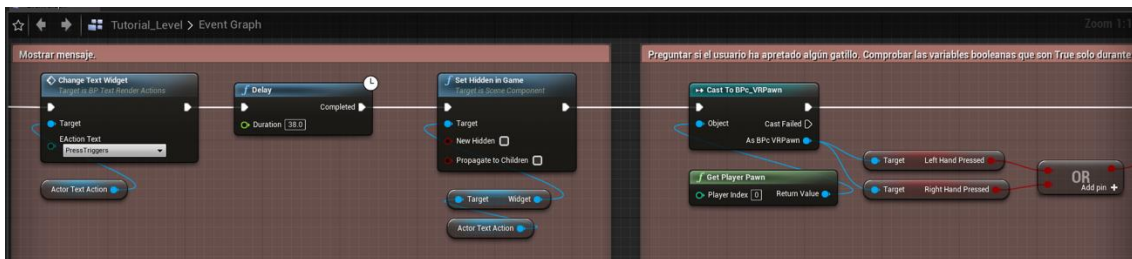 Tutorial_Level > Event Graph
Zoom 1:1
Mostrar mensaje.
Change Text Widget
Target is BP Text Render Actions
Target
EAction Text
PressTriggers
Actor Text Action
f Delay
Completed
Duration 38.0
f Set Hidden in Game
Target is Scene Component
Target
New Hidden
Propagate to Children
Target Widget
Actor Text Action
Preguntar si el usuario ha apretado algún gatillo. Comprobar las variables booleanas que son True solo durante
Cast To BPc_VRPawn
Object Cast Failed
As BPc VRPawn
f Get Player Pawn
Player Index 0 Return Value
Target Left Hand Pressed
Target Right Hand Pressed
OR
Add pin +